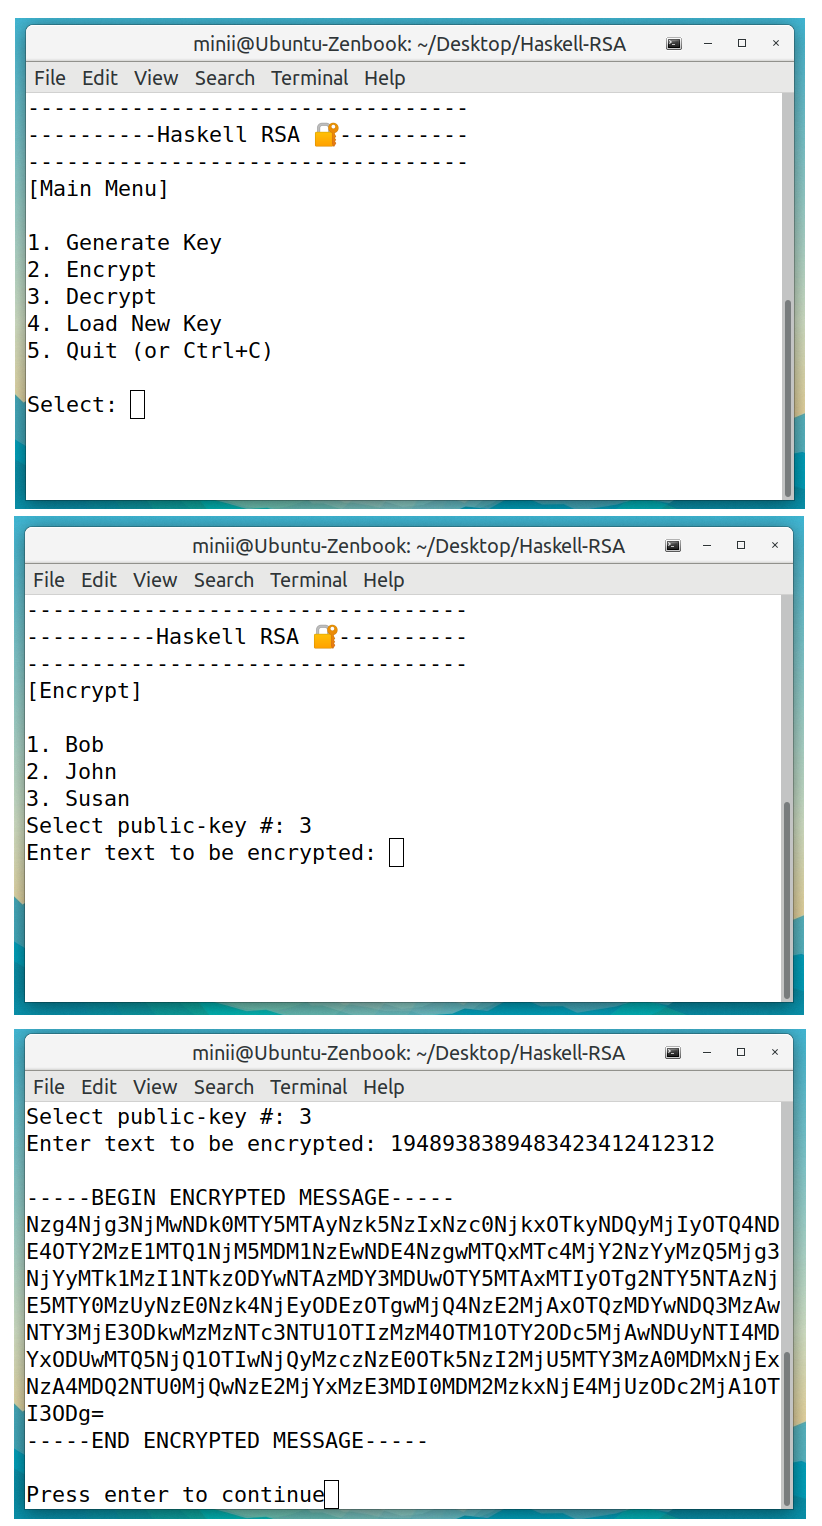 minii@Ubuntu-Zenbook: ~/Desktop/Haskell-RSA
File Edit View Search Terminal Help
----------------------------------
----------Haskell RSA 🔐----------
----------------------------------
[Main Menu]
1. Generate Key
2. Encrypt
3. Decrypt
4. Load New Key
5. Quit (or Ctrl+C)
Select:
minii@Ubuntu-Zenbook: ~/Desktop/Haskell-RSA
File Edit View Search Terminal Help
----------------------------------
----------Haskell RSA 🔐----------
----------------------------------
[Encrypt]
1. Bob
2. John
3. Susan
Select public-key #: 3
Enter text to be encrypted:
minii@Ubuntu-Zenbook: ~/Desktop/Haskell-RSA
File Edit View Search Terminal Help
Select public-key #: 3
Enter text to be encrypted: 1948938389483423412412312
-----BEGIN ENCRYPTED MESSAGE-----
Nzg4Njg3NjMwNDk0MTY5MTAyNzk5NzIxNzc0NjkxOTkyNDQyMjIyOTQ4ND
E4OTY2MzE1MTQ1NjM5MDM1NzEwNDE4NzgwMTQxMTc4MjY2NzYyMzQ5Mjg3
NjYyMTk1MzI1NTkzODYwNTAzMDY3MDUwOTY5MTAxMTIyOTg2NTY5NTAzNj
E5MTY0MzUyNzE0Nzk4NjEyODEzOTgwMjQ4NzE2MjAxOTQzMDYwNDQ3MzAw
NTY3MjE3ODkwMzMzNTc3NTU1OTIzMzM4OTM1OTY2ODc5MjAwNDUyNTI4MD
YxODUwMTQ5NjQ1OTIwNjQyMzczNzE0OTk5NzI2MjU5MTY3MzA0MDMxNjEx
NzA4MDQ2NTU0MjQwNzE2MjYxMzE3MDI0MDM2MzkxNjE4MjUzODc2MjA1OT
I3ODg=
-----END ENCRYPTED MESSAGE-----
Press enter to continue